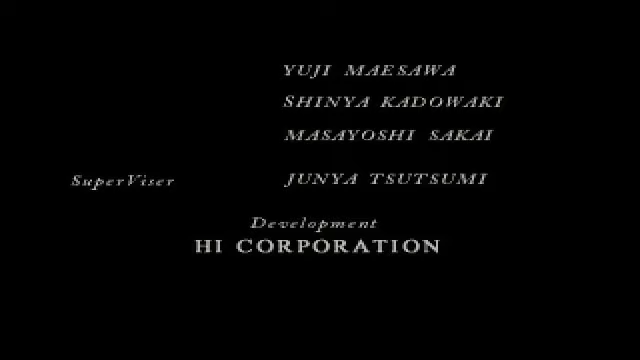 YUJI MAESAWA
SHINYA KADOWAKI
MASAYOSHI SAKAI
SuperViser JUNYA TSUTSUMI
Development
HI CORPORATION